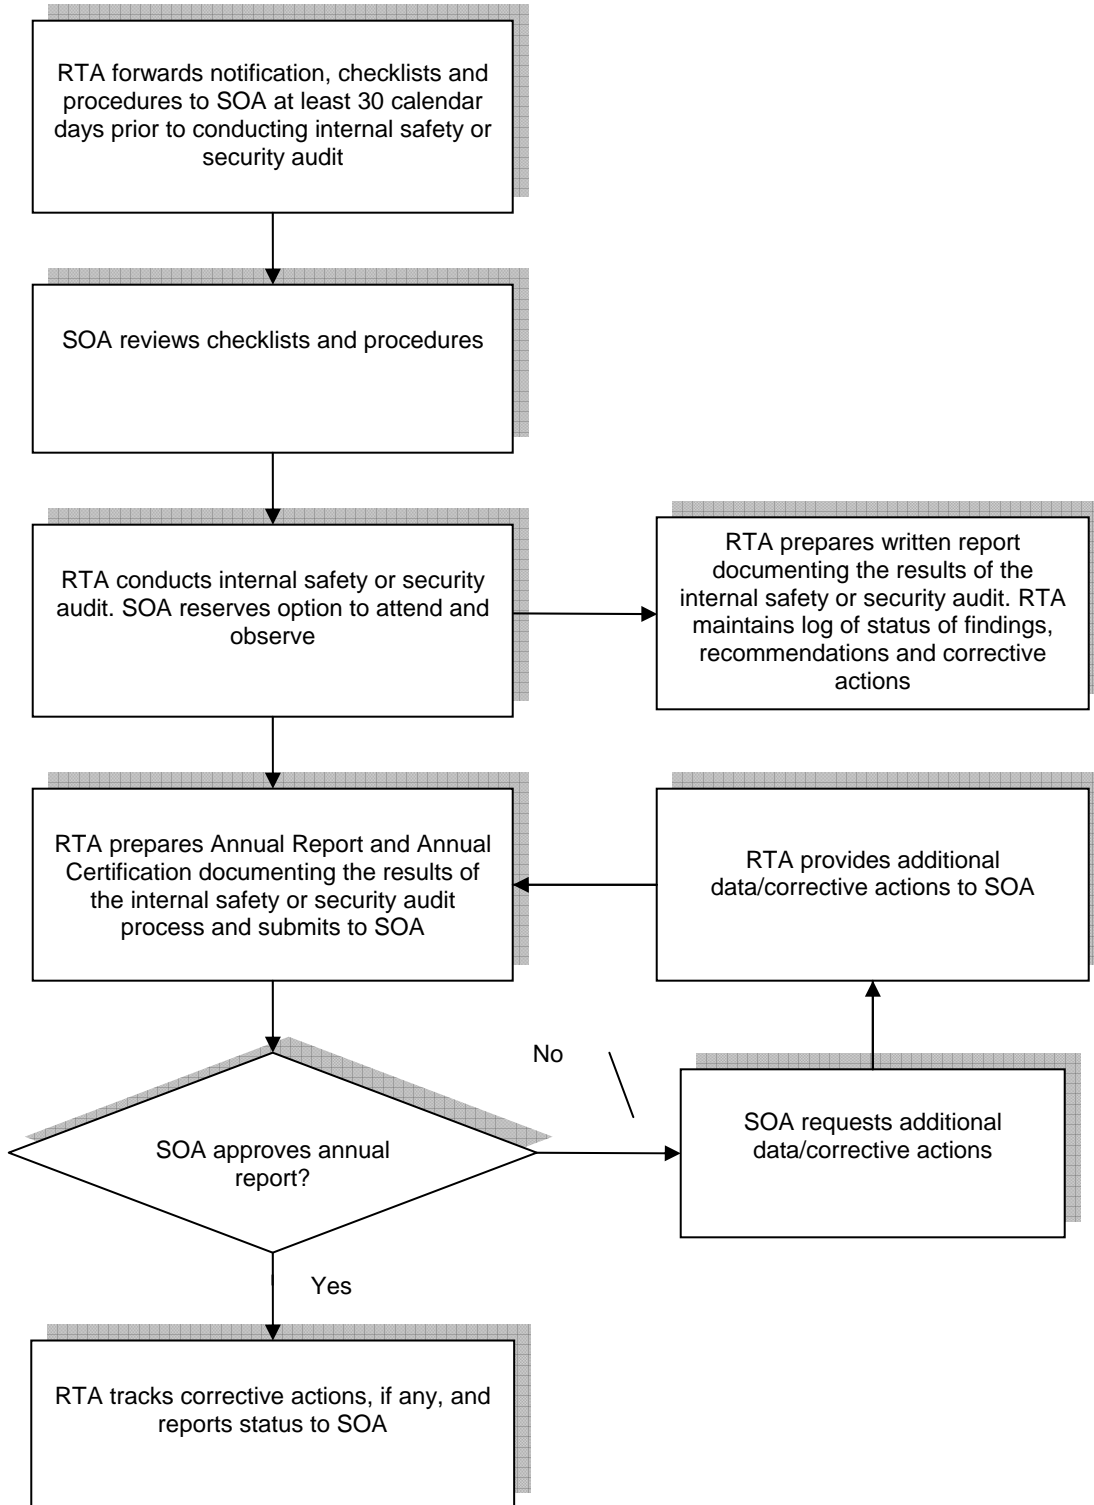 RTA forwards notification, checklists and
procedures to SOA at least 30 calendar
days prior to conducting internal safety or
security audit
SOA reviews checklists and procedures
RTA conducts internal safety or security
audit. SOA reserves option to attend and
observe
RTA prepares written report
documenting the results of the
internal safety or security audit. RTA
maintains log of status of findings,
recommendations and corrective
actions
RTA prepares Annual Report and Annual
Certification documenting the results of
the internal safety or security audit
process and submits to SOA
RTA provides additional
data/corrective actions to SOA
SOA approves annual
report?
No
SOA requests additional
data/corrective actions
Yes
RTA tracks corrective actions, if any, and
reports status to SOA